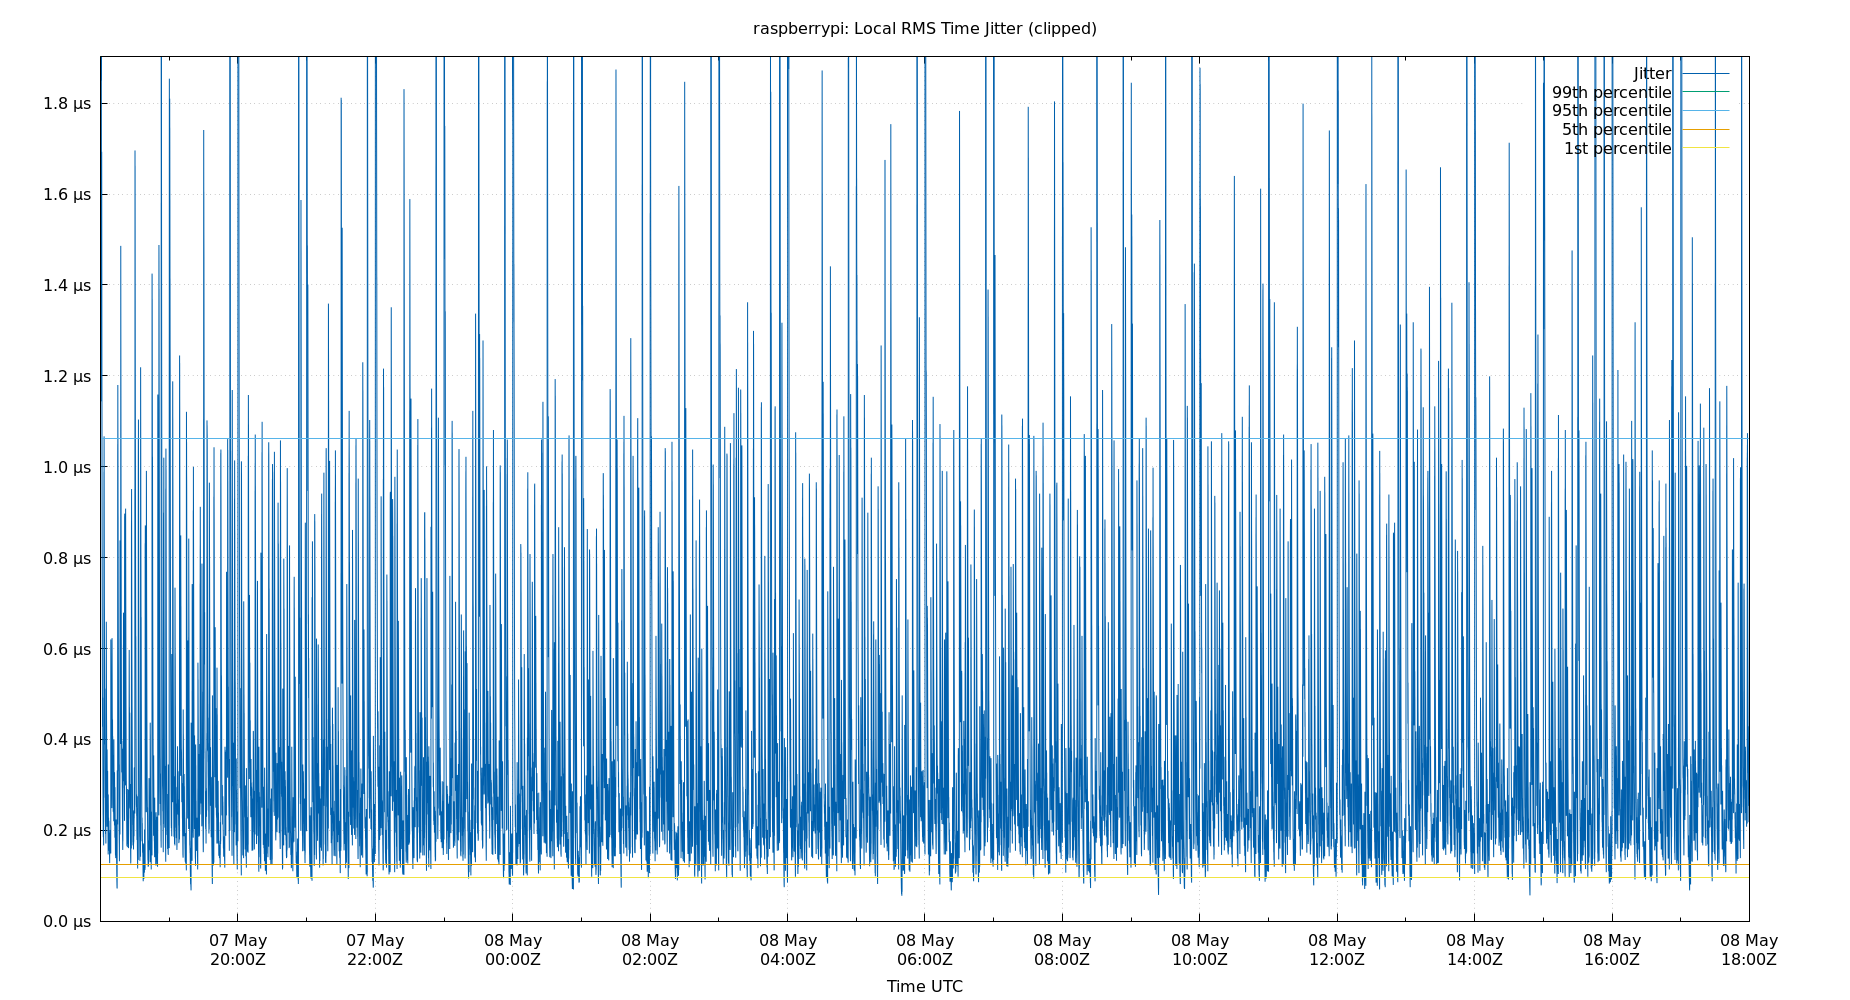 raspberrypi: Local RMS Time Jitter (clipped)
Jitter
99th percentile
95th percentile
5th percentile
1st percentile
1.8 µs
1.6 µs
1.4 µs
1.2 µs
1.0 µs
0.8 µs
0.6 µs
0.4 µs
0.2 µs
0.0 µs
07 May 07 May 08 May 08 May 08 May 08 May 08 May 08 May 08 May 08 May 08 May 08 May
20:00Z 22:00Z 00:00Z 02:00Z 04:00Z 06:00Z 08:00Z 10:00Z 12:00Z 14:00Z 16:00Z 18:00Z
Time UTC